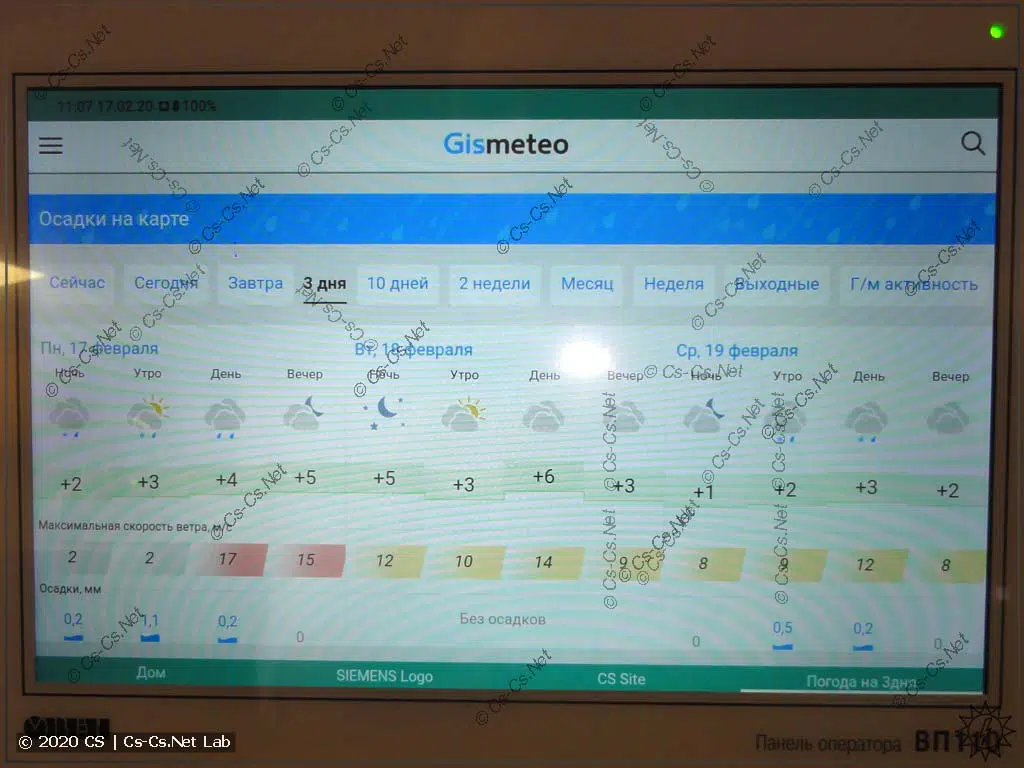 11:07 17.02.20 100%
Gismeteo
Осадки на карте
Сейчас Сегодня Завтра 3 дня 10 дней 2 недели Месяц Неделя Выходные Г/м активность
Пн, 17 февраля Вт, 18 февраля Ср, 19 февраля
Ночь Утро День Вечер Ночь Утро День Вечер Ночь Утро День Вечер
+2 +3 +4 +5 +5 +3 +6 +3 +1 +2 +3 +2
Максимальная скорость ветра, м/с
2 2 17 15 12 10 14 9 8 9 12 8
Осадки, мм
0,2 1,1 0,2 0 Без осадков 0 0,5 0,2 0
Дом SIEMENS Logo CS Site Погода на 3дня
Панель оператора ВП110
© 2020 CS | Cs-Cs.Net Lab
© Cs-Cs.Net